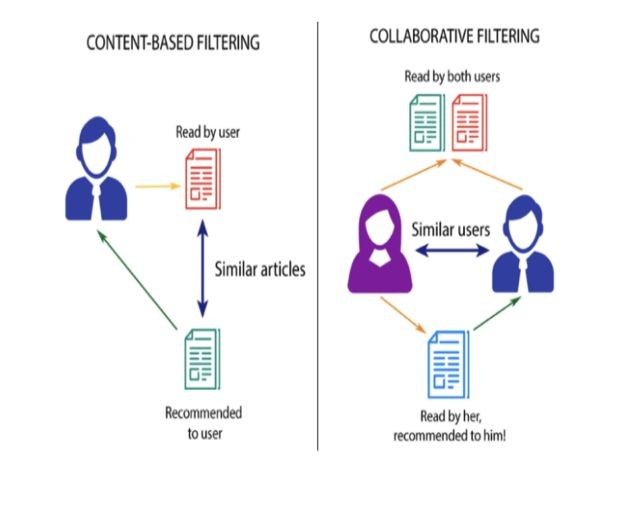 CONTENT-BASED FILTERING
Read by user
Similar articles
Recommended
to user
COLLABORATIVE FILTERING
Read by both users
Similar users
Read by her,
recommended to him!